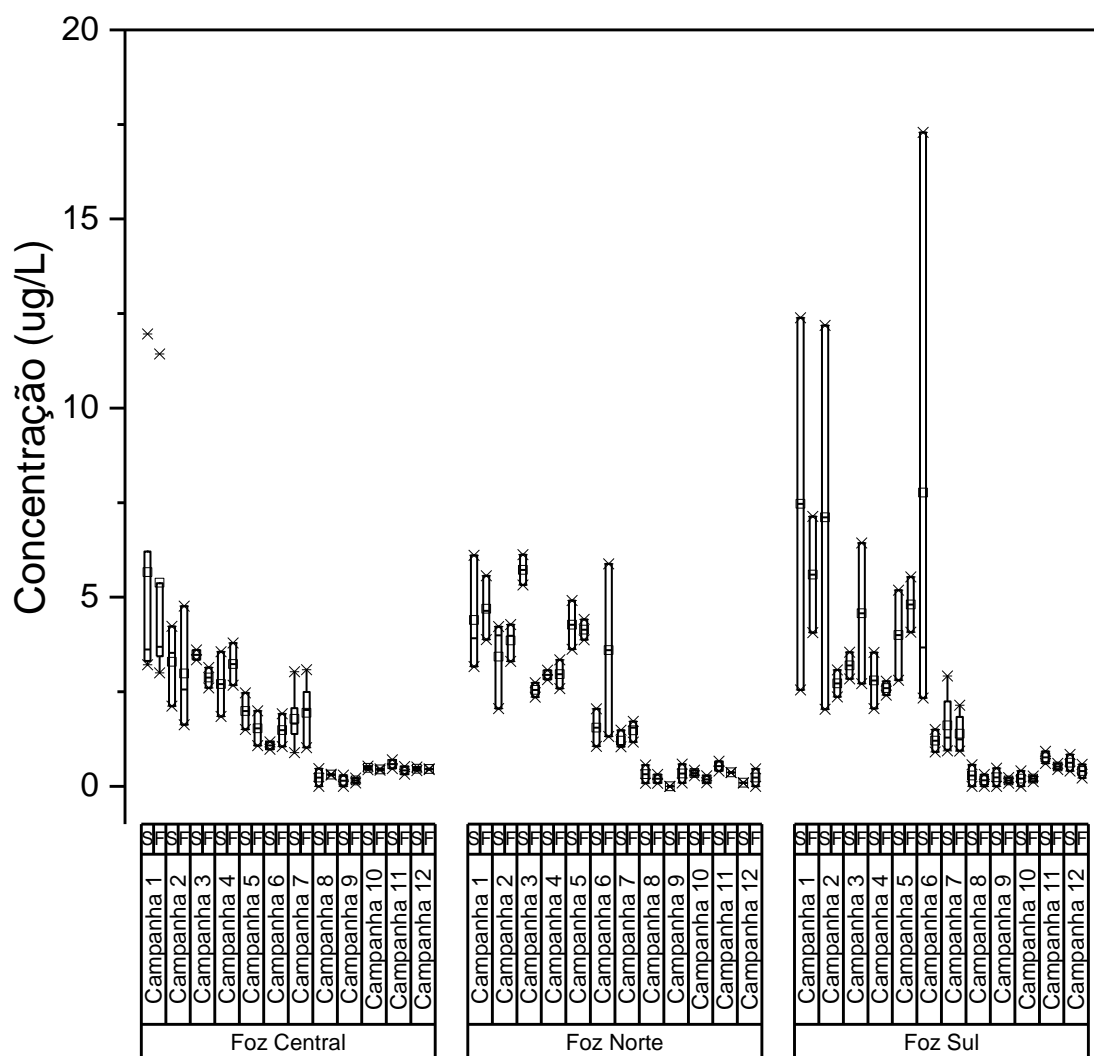 Concentração (ug/L)
20
15
10
5
0
S F S F S F S F S F S F S F S F S F S F S F S F
S F S F S F S F S F S F S F S F S F S F S F S F
S F S F S F S F S F S F S F S F S F S F S F S F
Campanha 1
Campanha 2
Campanha 3
Campanha 4
Campanha 5
Campanha 6
Campanha 7
Campanha 8
Campanha 9
Campanha 10
Campanha 11
Campanha 12
Campanha 1
Campanha 2
Campanha 3
Campanha 4
Campanha 5
Campanha 6
Campanha 7
Campanha 8
Campanha 9
Campanha 10
Campanha 11
Campanha 12
Campanha 1
Campanha 2
Campanha 3
Campanha 4
Campanha 5
Campanha 6
Campanha 7
Campanha 8
Campanha 9
Campanha 10
Campanha 11
Campanha 12
Foz Central
Foz Norte
Foz Sul